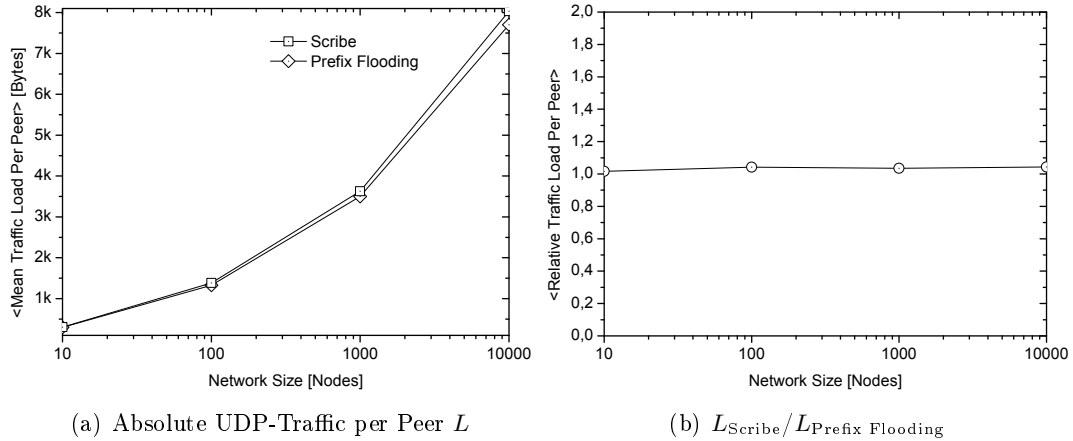 8k
7k
6k
5k
4k
3k
2k
1k
<Mean Traffic Load Per Peer> [Bytes]
Scribe
Prefix Flooding
10 100 1000 10000
Network Size [Nodes]
(a) Absolute UDP-Traffic per Peer L
2,0
1,8
1,6
1,4
1,2
1,0
0,8
0,6
0,4
0,2
0,0
<Relative Traffic Load Per Peer>
10 100 1000 10000
Network Size [Nodes]
(b) LScribe/LPrefix Flooding